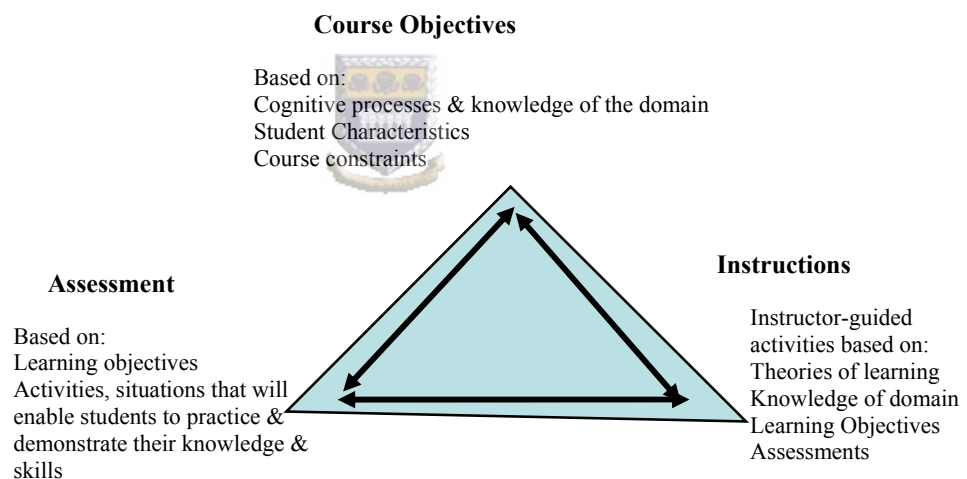 Course Objectives
Based on:
Cognitive processes & knowledge of the domain
Student Characteristics
Course constraints
Assessment
Based on:
Learning objectives
Activities, situations that will
enable students to practice &
demonstrate their knowledge &
skills
Instructions
Instructor-guided
activities based on:
Theories of learning
Knowledge of domain
Learning Objectives
Assessments